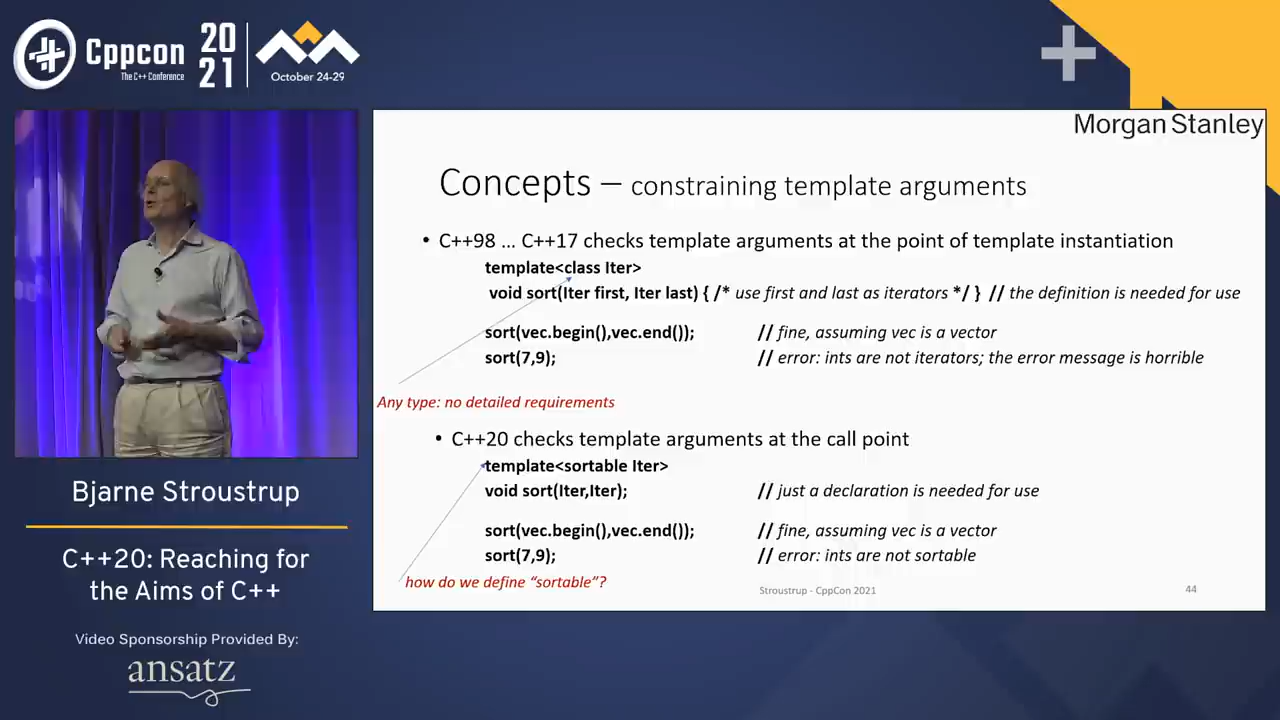 Cppcon
The C++ Conference
20
21
October 24-29
Morgan Stanley
Concepts – constraining template arguments
• C++98 ... C++17 checks template arguments at the point of template instantiation
template<class Iter>
void sort(Iter first, Iter last) { /* use first and last as iterators */ } // the definition is needed for use
sort(vec.begin(),vec.end()); // fine, assuming vec is a vector
sort(7,9); // error: ints are not iterators; the error message is horrible
Any type: no detailed requirements
• C++20 checks template arguments at the call point
template<sortable Iter>
void sort(Iter,Iter); // just a declaration is needed for use
sort(vec.begin(),vec.end()); // fine, assuming vec is a vector
sort(7,9); // error: ints are not sortable
how do we define “sortable”?
Stroustrup - CppCon 2021
44
Bjarne Stroustrup
C++20: Reaching for
the Aims of C++
Video Sponsorship Provided By:
ansatz